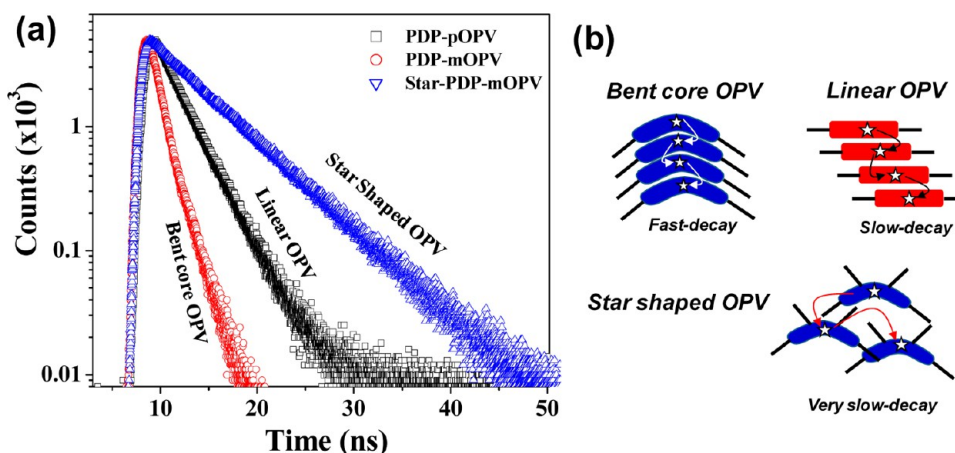 (a)
PDP-pOPV
PDP-mOPV
Star-PDP-mOPV
Counts (x10³)
1
0.1
0.01
Star Shaped OPV
Linear OPV
Bent core OPV
10
20
30
40
50
Time (ns)
(b)
Bent core OPV
Linear OPV
Fast-decay
Slow-decay
Star shaped OPV
Very slow-decay